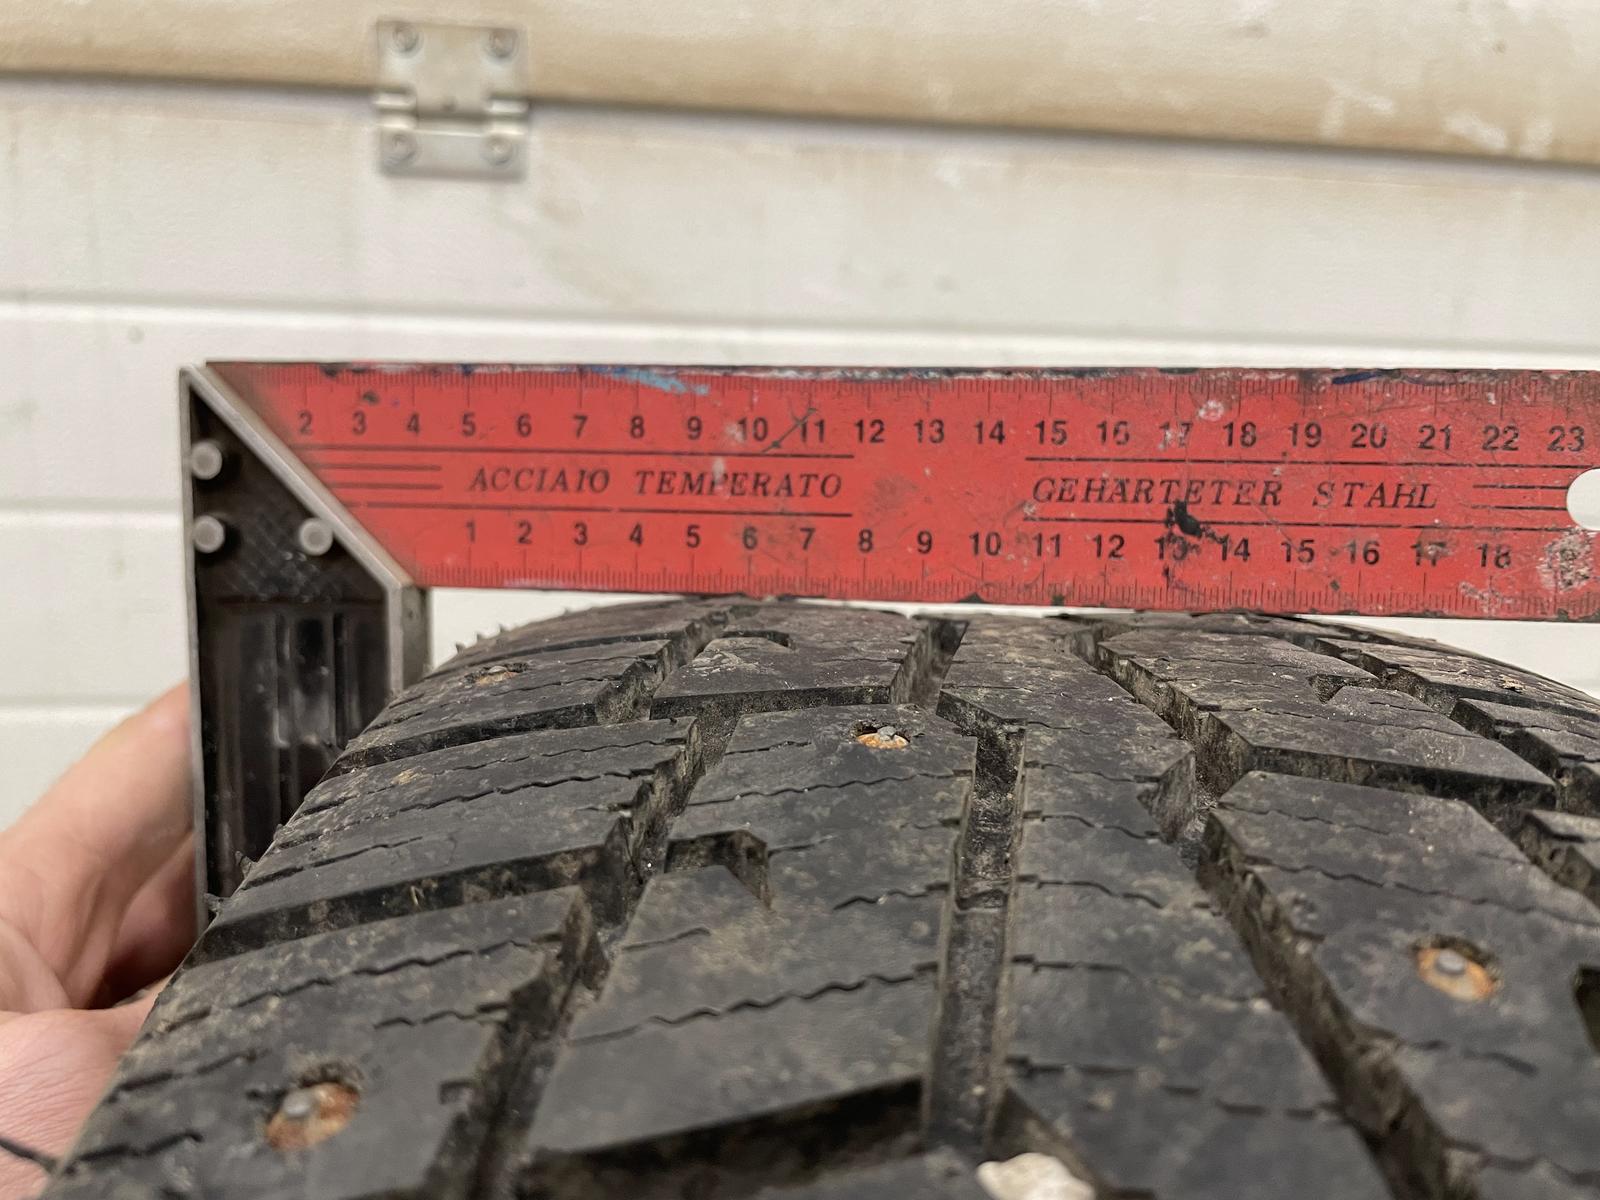 2 3 4 5 6 7 8 9 10 11 12 13 14 15 16 17 18 19 20 21 22 23
ACCIAIO TEMPERATO GEHÄRTETER STAHL
1 2 3 4 5 6 7 8 9 10 11 12 13 14 15 16 17 18